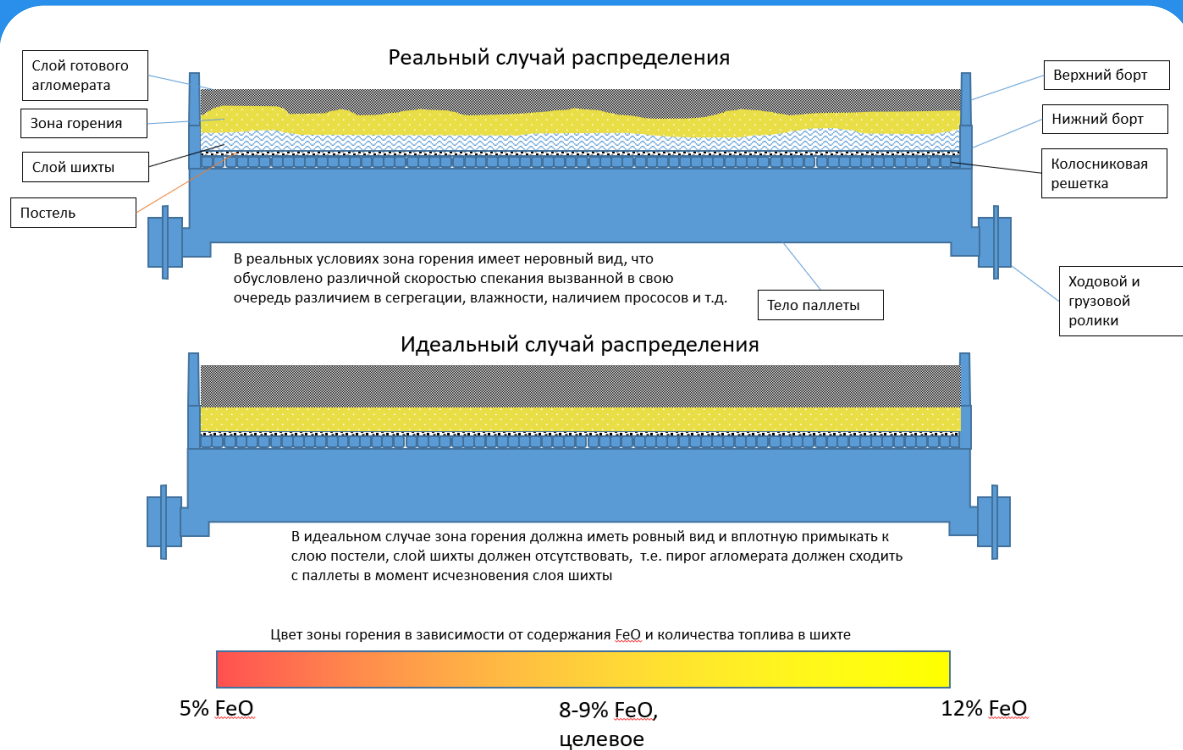 Реальный случай распределения
Слой готового
агломерата
Зона горения
Слой шихты
Постель
Верхний борт
Нижний борт
Колосниковая
решетка
Ходовой и
грузовой
ролики
Тело паллеты
В реальных условиях зона горения имеет неровный вид, что
обусловлено различной скоростью спекания вызванной в свою
очередь различием в сегрегации, влажности, наличием прососов и т.д.
Идеальный случай распределения
В идеальном случае зона горения должна иметь ровный вид и вплотную примыкать к
слою постели, слой шихты должен отсутствовать, т.е. пирог агломерата должен сходить
с паллеты в момент исчезновения слоя шихты
Цвет зоны горения в зависимости от содержания FeO и количества топлива в шихте
5% FeO
8-9% FeO,
целевое
12% FeO